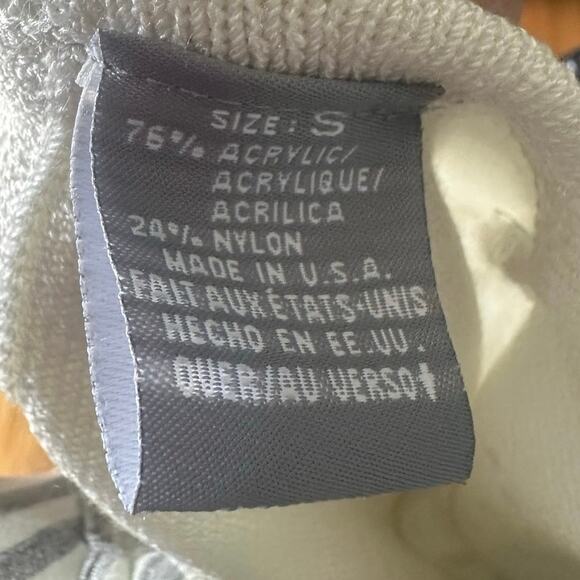 SIZE: S
76% ACRYLIC/
ACRYLIQUE/
ACRILICA
24% NYLON
MADE IN U.S.A.
FAIT AUX ÉTATS-UNIS
HECHO EN EE.UU.
OVER/AU VERSO/